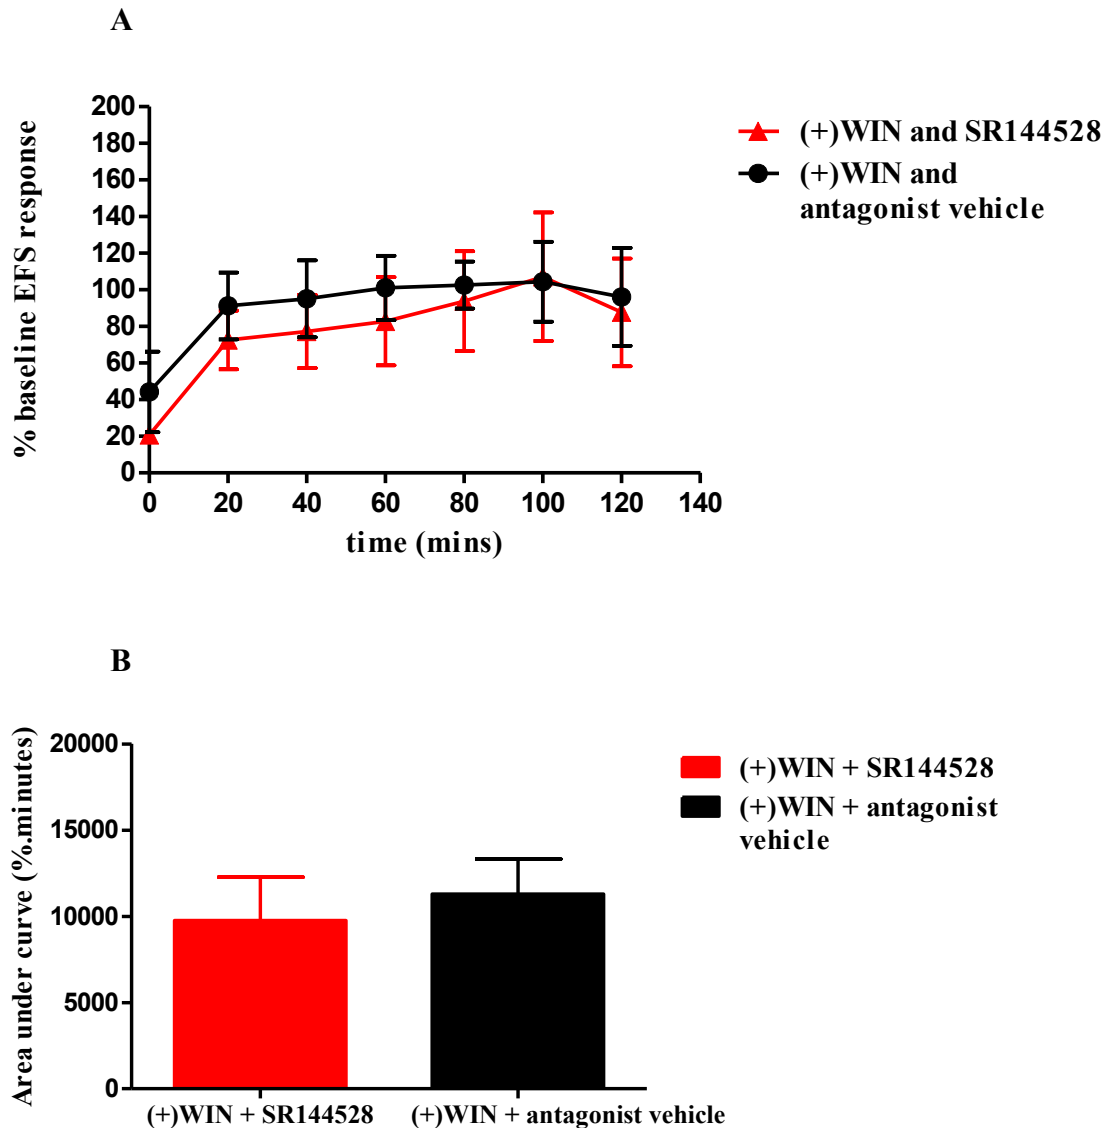 A
200
180
160
140
120
100
80
60
40
20
0
% baseline EFS response
0 20 40 60 80 100 120 140
time (mins)
(+)WIN and SR144528
(+)WIN and
antagonist vehicle
B
20000
15000
10000
5000
0
Area under curve (%.minutes)
(+)WIN + SR144528 (+)WIN + antagonist vehicle
(+)WIN + SR144528
(+)WIN + antagonist
vehicle